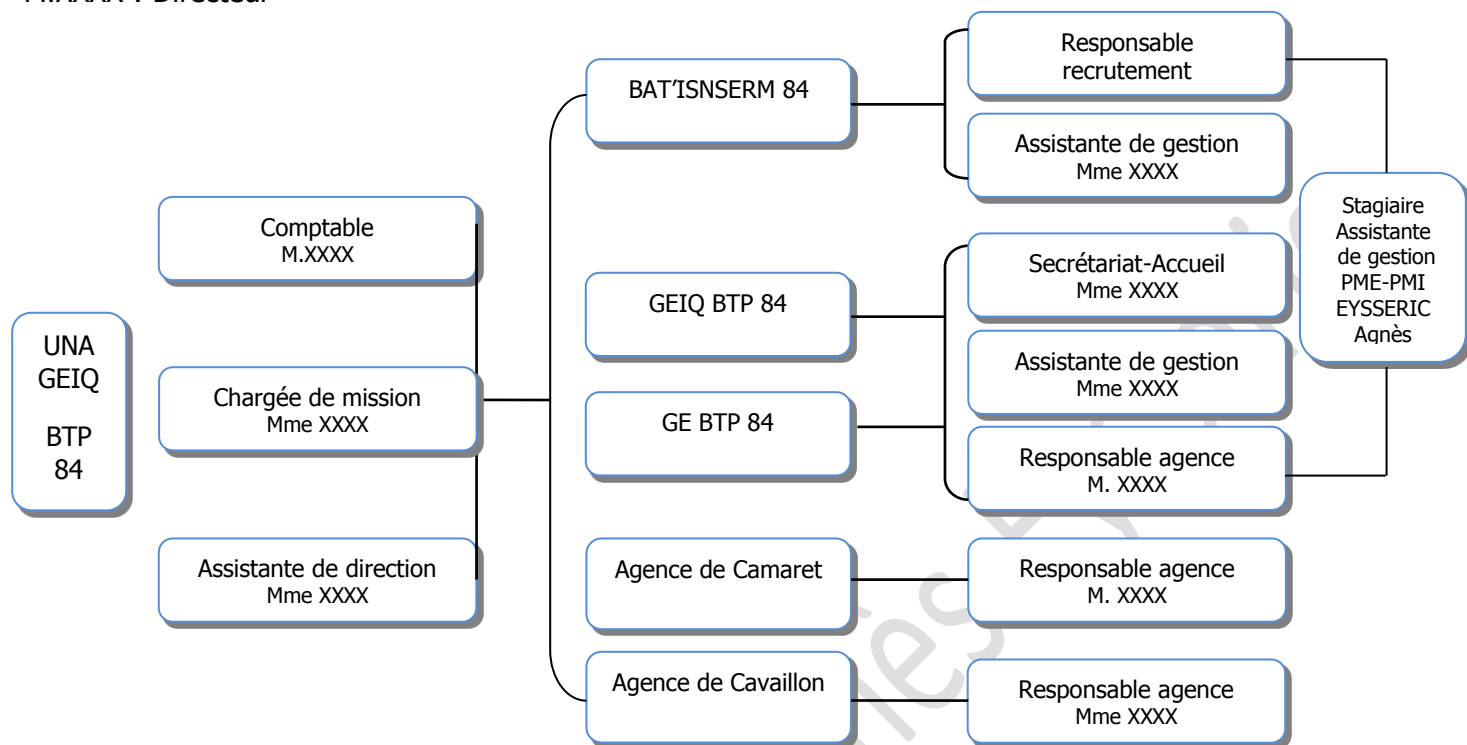 M.XXXX : Directeur
UNA
GEIQ
BTP
84
Comptable
M.XXXX
Chargée de mission
Mme XXXX
Assistante de direction
Mme XXXX
BAT’ISNSERM 84
GEIQ BTP 84
GE BTP 84
Agence de Camaret
Agence de Cavaillon
Responsable
recrutement
Assistante de gestion
Mme XXXX
Secrétariat-Accueil
Mme XXXX
Assistante de gestion
Mme XXXX
Responsable agence
M. XXXX
Responsable agence
M. XXXX
Responsable agence
Mme XXXX
Stagiaire
Assistante
de gestion
PME-PMI
EYSSERIC
Agnès